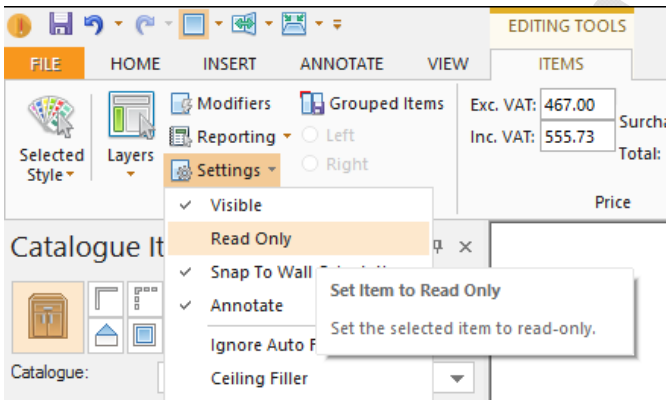 EDITING TOOLS
FILE HOME INSERT ANNOTATE VIEW ITEMS
Selected Style
Layers
Modifiers
Reporting
Settings
Grouped Items
Left
Right
Exc. VAT: 467.00
Inc. VAT: 555.73
Surcha
Total:
Price
Visible
Read Only
Snap To Wall
Annotate
Ignore Auto F
Ceiling Filler
Set Item to Read Only
Set the selected item to read-only.
Catalogue It
Catalogue: